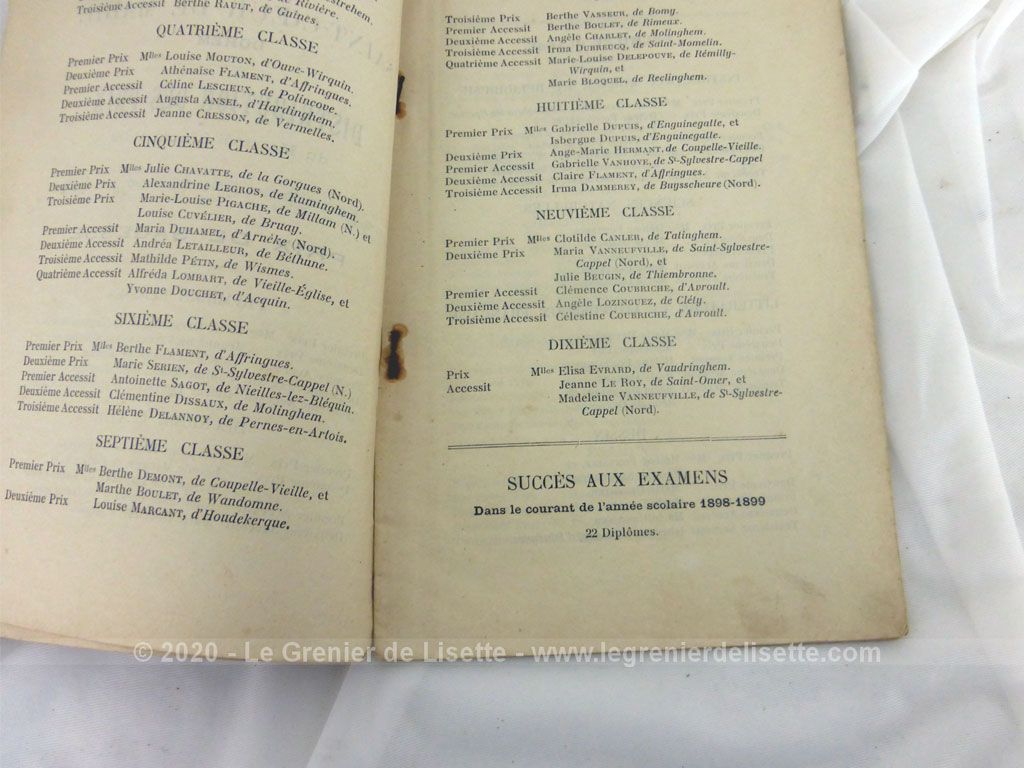 de Rivière.
Troisième Accessit Berthe RAULT, de Guines.
QUATRIÈME CLASSE
Premier Prix Mlles Louise MOUTON, d'Ouve-Wirquin.
Deuxième Prix Athénaise FLAMENT, d'Affringues.
Premier Accessit Céline LESCIEUX, de Polincove.
Deuxième Accessit Augusta ANSEL, d'Hardinghem.
Troisième Accessit Jeanne CRESSON, de Vermelles.
CINQUIÈME CLASSE
Premier Prix Mlles Julie CHAVATTE, de la Gorgues (Nord).
Deuxième Prix Alexandrine LEGROS, de Ruminghem.
Troisième Prix Marie-Louise PIGACHE, de Millam (N.) et
Louise CUVÉLIER, de Bruay.
Premier Accessit Maria DUHAMEL, d'Arnéke (Nord).
Deuxième Accessit Andréa LETAILLEUR, de Béthune.
Troisième Accessit Mathilde PÉTIN, de Wismes.
Quatrième Accessit Alfréda LOMBART, de Vieille-Église, et
Yvonne DOUCHET, d'Acquin.
SIXIÈME CLASSE
Premier Prix Mlles Berthe FLAMENT, d'Affringues.
Deuxième Prix Marie SERIEN, de St-Sylvestre-Cappel (N.)
Premier Accessit Antoinette SAGOT, de Nieilles-lez-Bléquin.
Deuxième Accessit Clémentine DISSAUX, de Molinghem.
Troisième Accessit Hélène DELANNOY, de Pernes-en-Artois.
SEPTIÈME CLASSE
Premier Prix Mlles Berthe DEMONT, de Coupelle-Vieille, et
Marthe BOULET, de Wandomne.
Deuxième Prix Louise MARCANT, d'Houdekerque.
Troisième Prix Berthe VASSEUR, de Bomy.
Premier Accessit Berthe BOULET, de Rimeux.
Deuxième Accessit Angèle CHARLET, de Molinghem.
Troisième Accessit Irma DUBREUCQ, de Saint-Momelin.
Quatrième Accessit Marie-Louise DELEPOUVE, de Rémilly-
Wirquin, et
Marie BLOQUEL, de Reclinghem.
HUITIÈME CLASSE
Premier Prix Mlles Gabrielle DUPUIS, d'Enguinegatte, et
Isbergue DUPUIS, d'Enguinegatte.
Deuxième Prix Ange-Marie HERMANT, de Coupelle-Vieille.
Premier Accessit Gabrielle VANHOVE, de St-Sylvestre-Cappel
Deuxième Accessit Claire FLAMENT, d'Affringues.
Troisième Accessit Irma DAMMEREY, de Buysscheure (Nord).
NEUVIÈME CLASSE
Premier Prix Mlles Clotilde CANLER, de Tatinghem.
Deuxième Prix Maria VANNEUFVILLE, de Saint-Sylvestre-
Cappel (Nord), et
Julie BEUGIN, de Thiembronne.
Premier Accessit Clémence COUBRICHE, d'Avroult.
Deuxième Accessit Angèle LOZINGUEZ, de Cléty.
Troisième Accessit Célestine COUBRICHE, d'Avroult.
DIXIÈME CLASSE
Prix Mlles Elisa EVRARD, de Vaudringhem.
Accessit Jeanne LE ROY, de Saint-Omer, et
Madeleine VANNEUFVILLE, de St-Sylvestre-
Cappel (Nord).
SUCCÈS AUX EXAMENS
Dans le courant de l'année scolaire 1898-1899
22 Diplômes.
© 2020 - Le Grenier de Lisette - www.legrenierdelisette.com